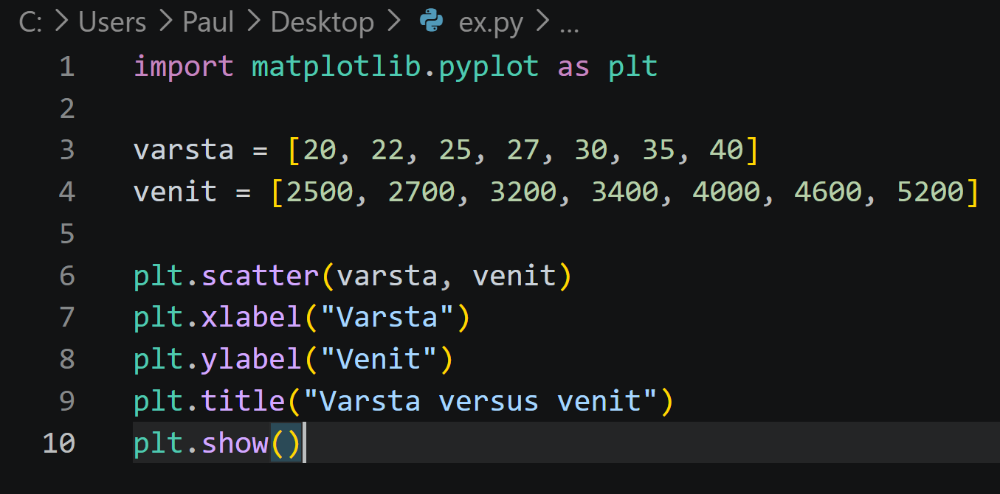 C: > Users > Paul > Desktop > ex.py > ...
1 import matplotlib.pyplot as plt
2
3 varsta = [20, 22, 25, 27, 30, 35, 40]
4 venit = [2500, 2700, 3200, 3400, 4000, 4600, 5200]
5
6 plt.scatter(varsta, venit)
7 plt.xlabel("Varsta")
8 plt.ylabel("Venit")
9 plt.title("Varsta versus venit")
10 plt.show()